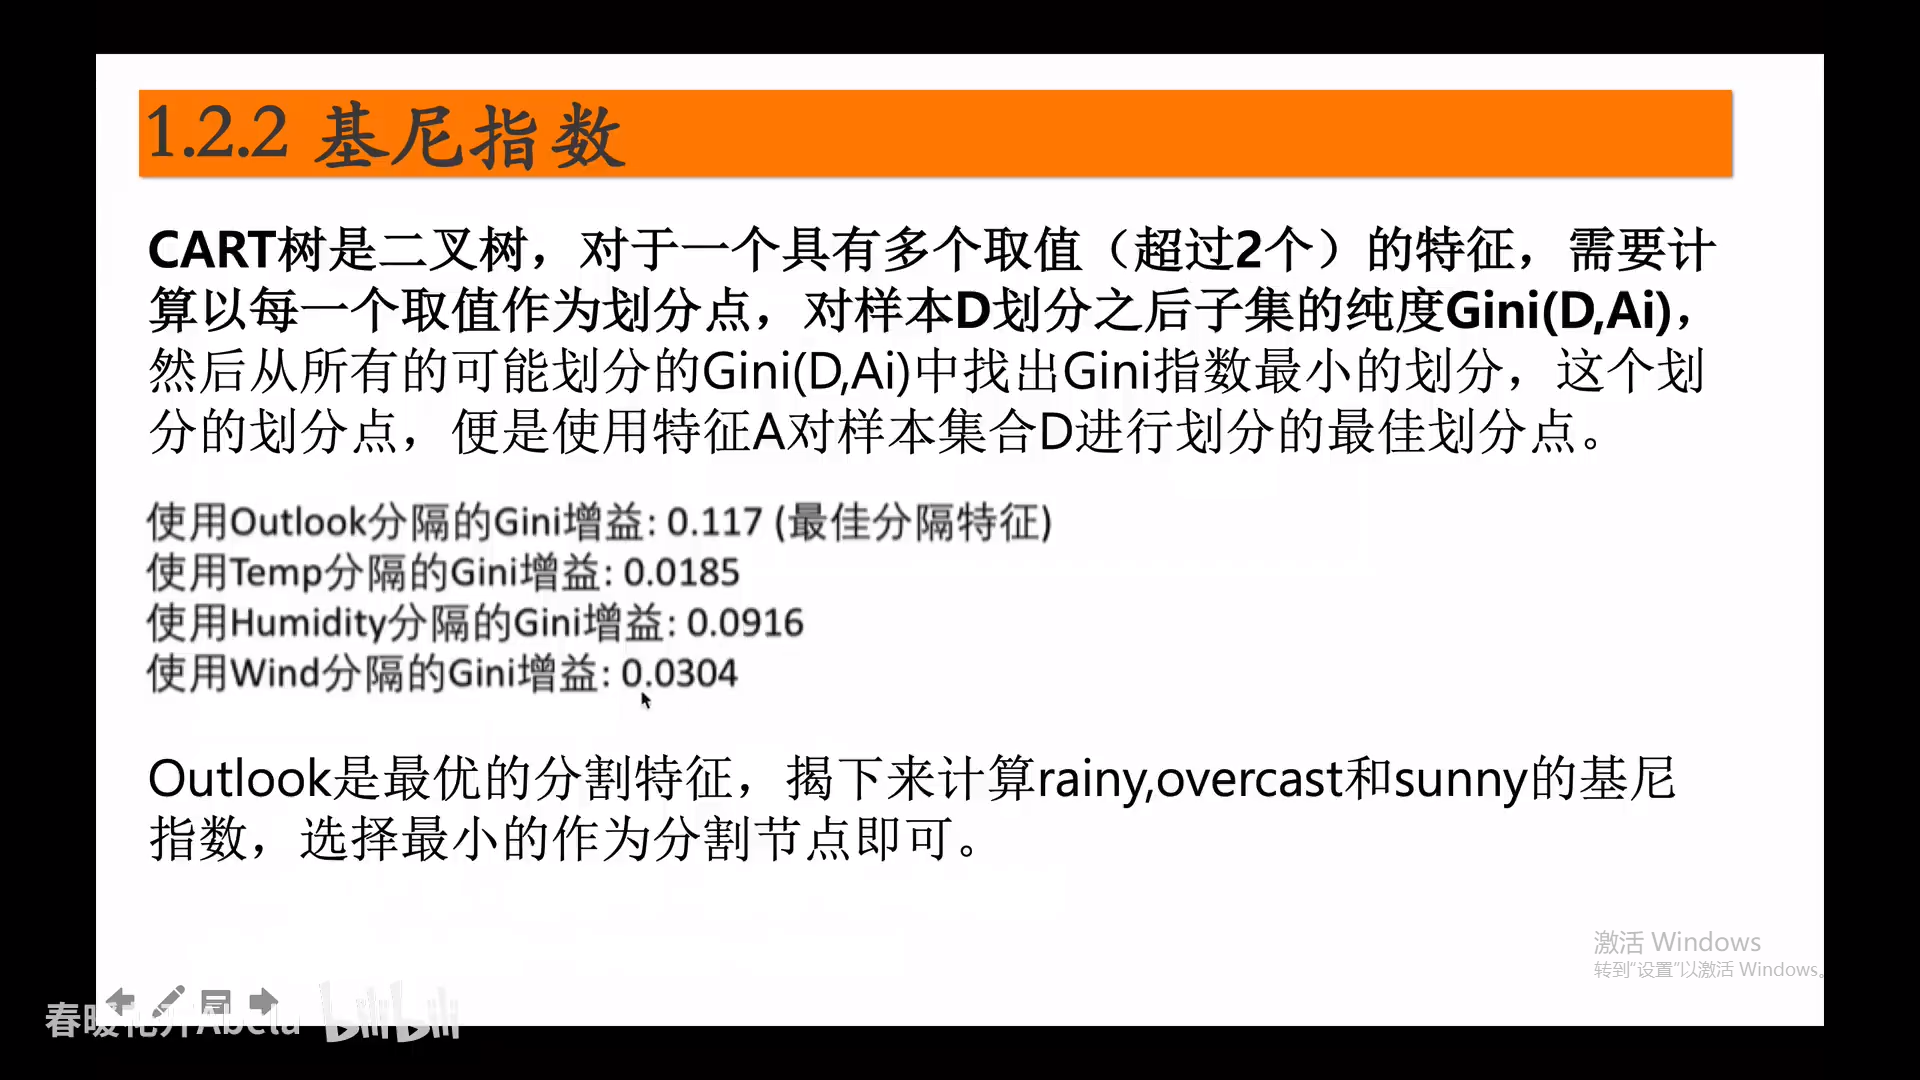 1.2.2 基尼指数
CART树是二叉树，对于一个具有多个取值（超过2个）的特征，需要计
算以每一个取值作为划分点，对样本D划分之后子集的纯度Gini(D,Ai)，
然后从所有的可能划分的Gini(D,Ai)中找出Gini指数最小的划分，这个划
分的划分点，便是使用特征A对样本集合D进行划分的最佳划分点。
使用Outlook分隔的Gini增益: 0.117 (最佳分隔特征)
使用Temp分隔的Gini增益: 0.0185
使用Humidity分隔的Gini增益: 0.0916
使用Wind分隔的Gini增益: 0.0304
Outlook是最优的分割特征，揭下来计算rainy,overcast和sunny的基尼
指数，选择最小的作为分割节点即可。
激活 Windows
转到“设置”以激活 Windows。
春暖花开Abela bilibili